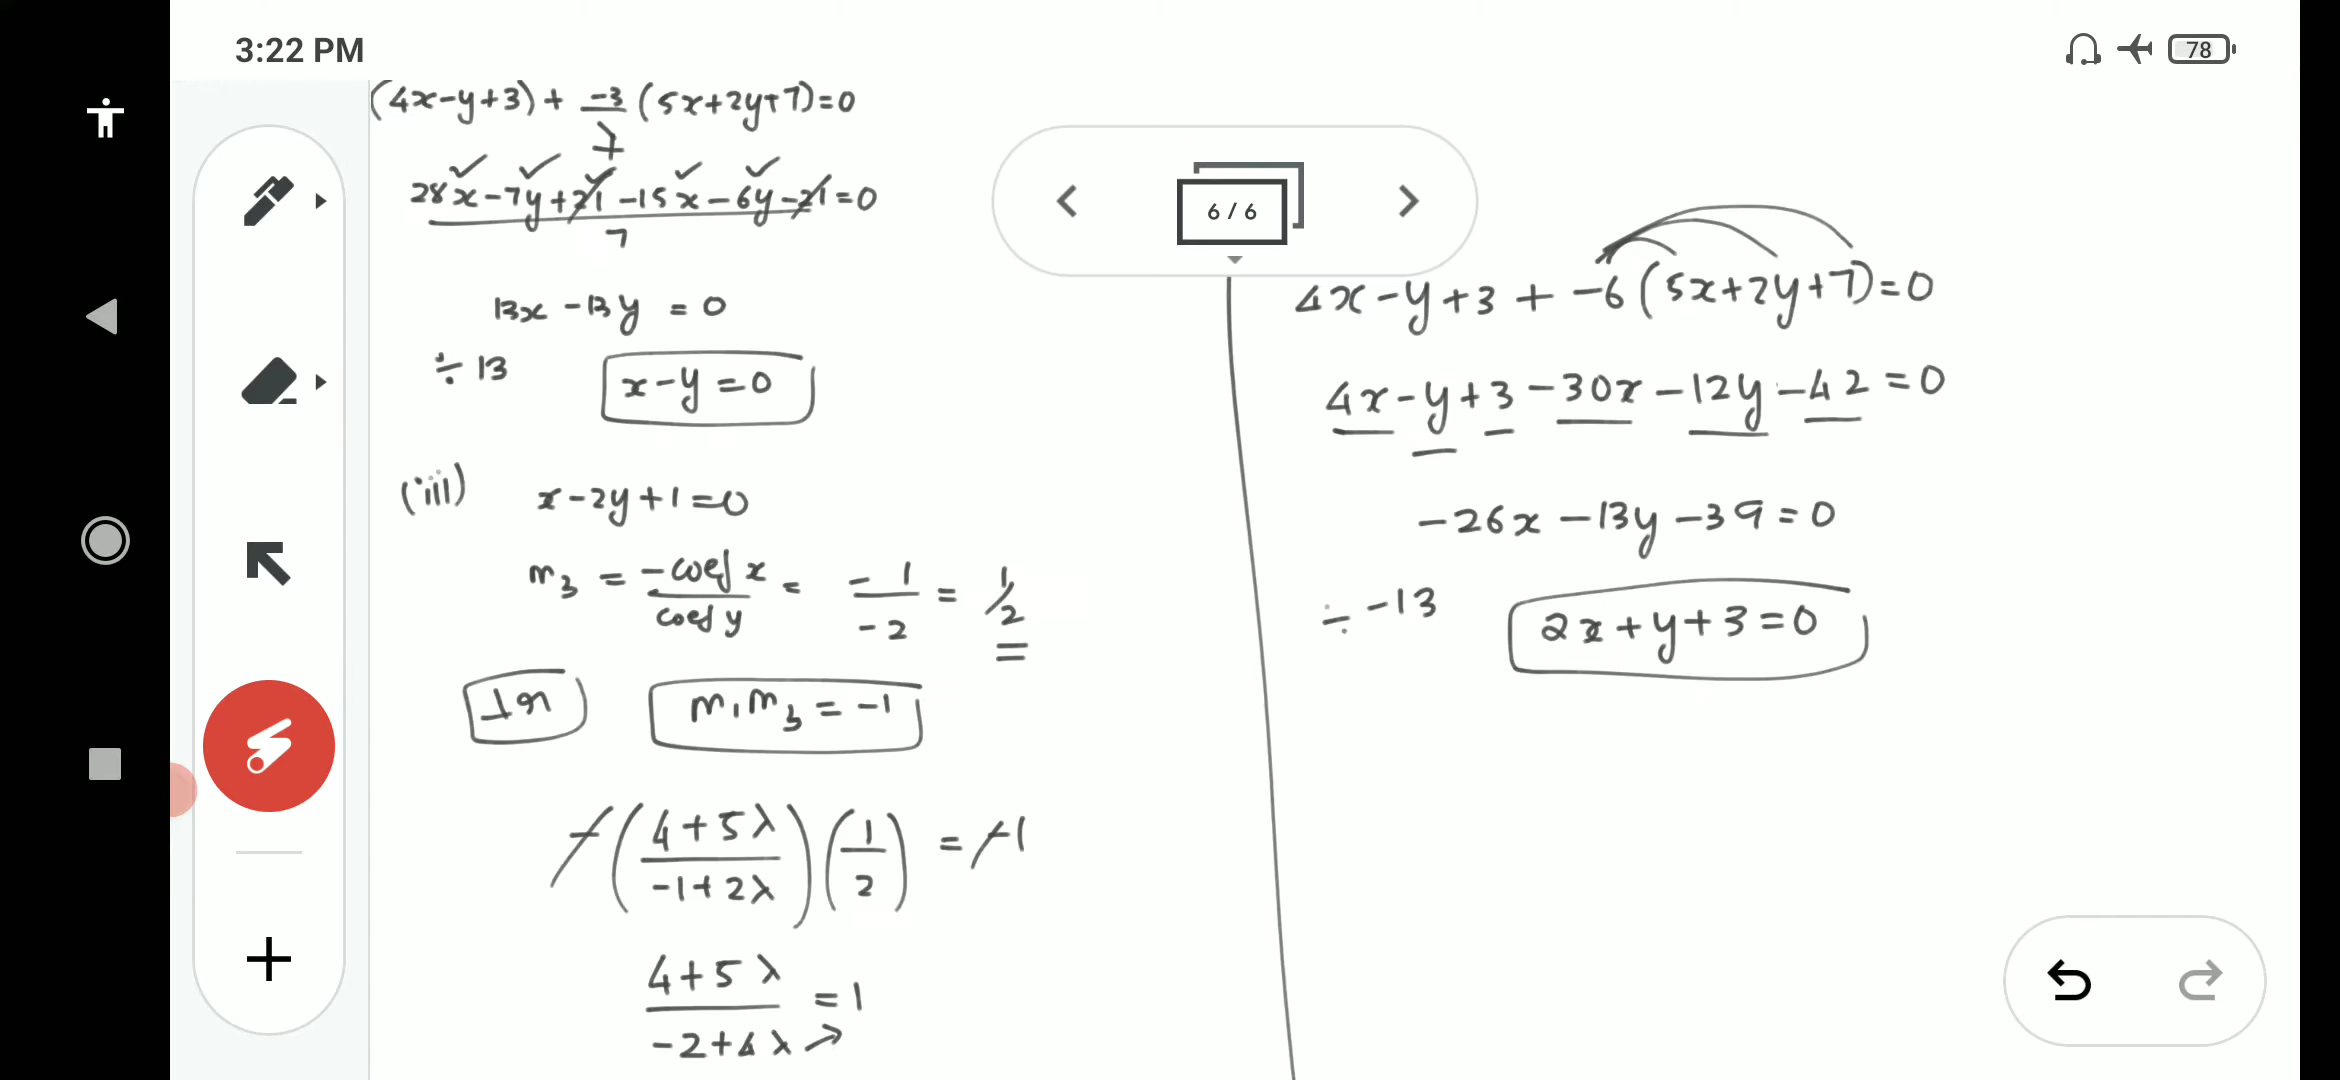 3:22 PM
78
(4x-y+3) + -3/7 (5x+2y+7)=0
28x-7y+21-15x-6y-21=0
7
13x-13y = 0
÷13 x-y=0
(iii) x-2y+1=0
m3 = -coef x / coef y = -1/-2 = 1/2
m1m3 = -1
-(4+5λ / -1+2λ)(1/2) = -1
4+5λ / -2+4λ = 1
6 / 6
4x-y+3 + -6(5x+2y+7)=0
4x-y+3-30x-12y-42=0
-26x-13y-39=0
÷-13 2x+y+3=0